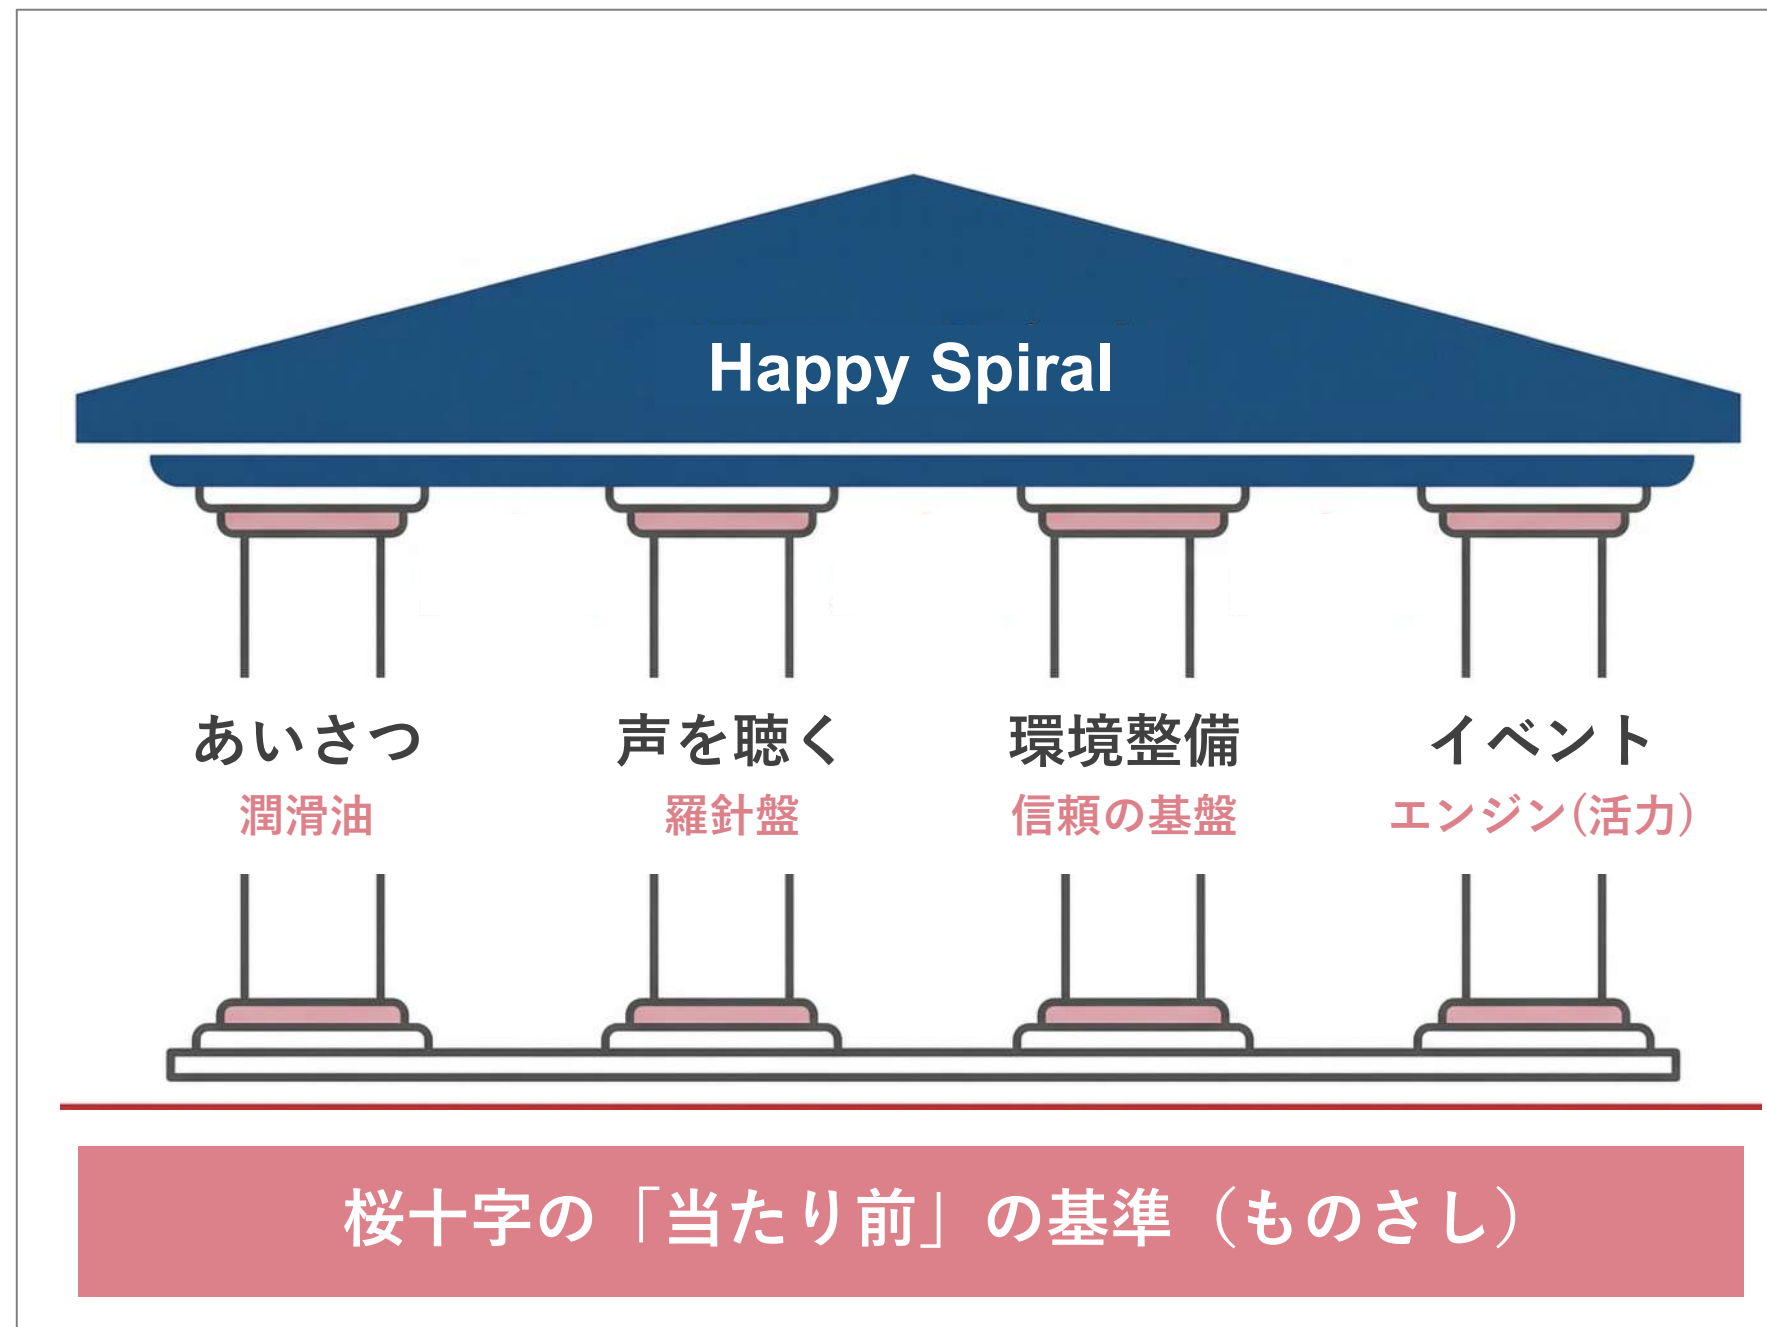 Happy Spiral
あいさつ
潤滑油
声を聴く
羅針盤
環境整備
信頼の基盤
イベント
エンジン(活力)
桜十字の「当たり前」の基準（ものさし）